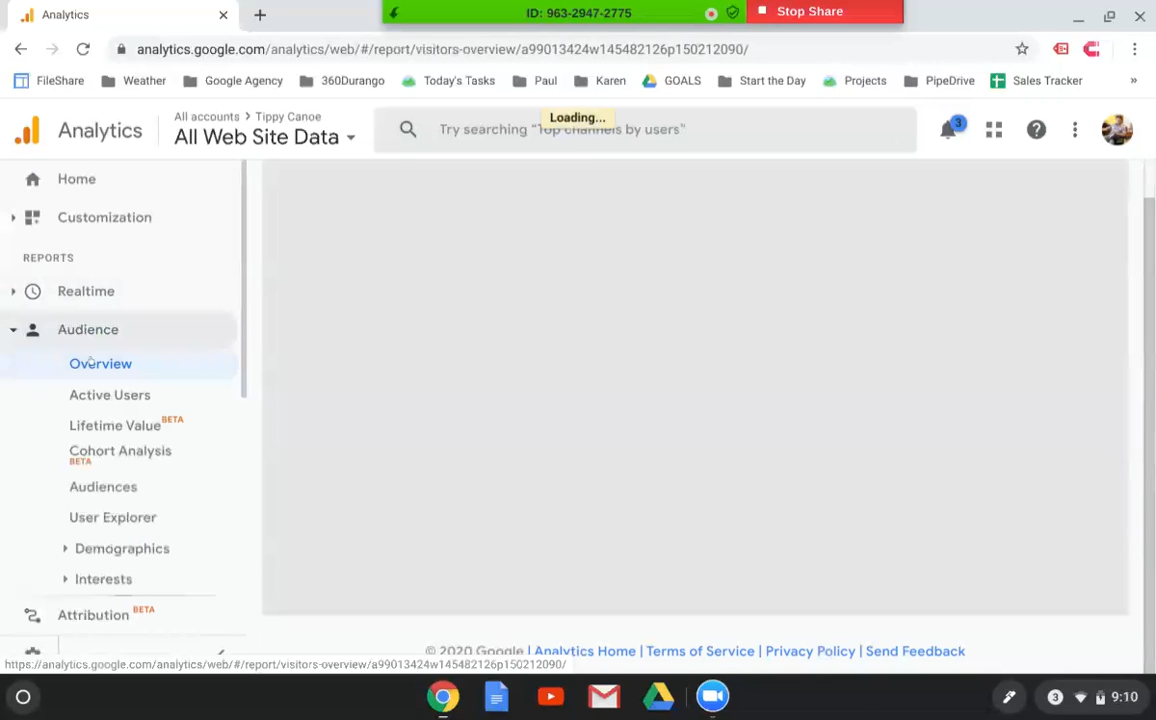 Analytics
ID: 963-2947-2775
Stop Share
analytics.google.com/analytics/web/#/report/visitors-overview/a99013424w145482126p150212090/
FileShare
Weather
Google Agency
360Durango
Today's Tasks
Paul
Karen
GOALS
Start the Day
Projects
PipeDrive
Sales Tracker
»
Analytics
All accounts > Tippy Canoe
All Web Site Data
Loading...
Try searching "Top channels by users"
3
Home
Customization
REPORTS
Realtime
Audience
Overview
Active Users
Lifetime Value BETA
Cohort Analysis
BETA
Audiences
User Explorer
Demographics
Interests
Attribution BETA
© 2020 Google | Analytics Home | Terms of Service | Privacy Policy | Send Feedback
https://analytics.google.com/analytics/web/#/report/visitors-overview/a99013424w145482126p150212090/
3
9:10